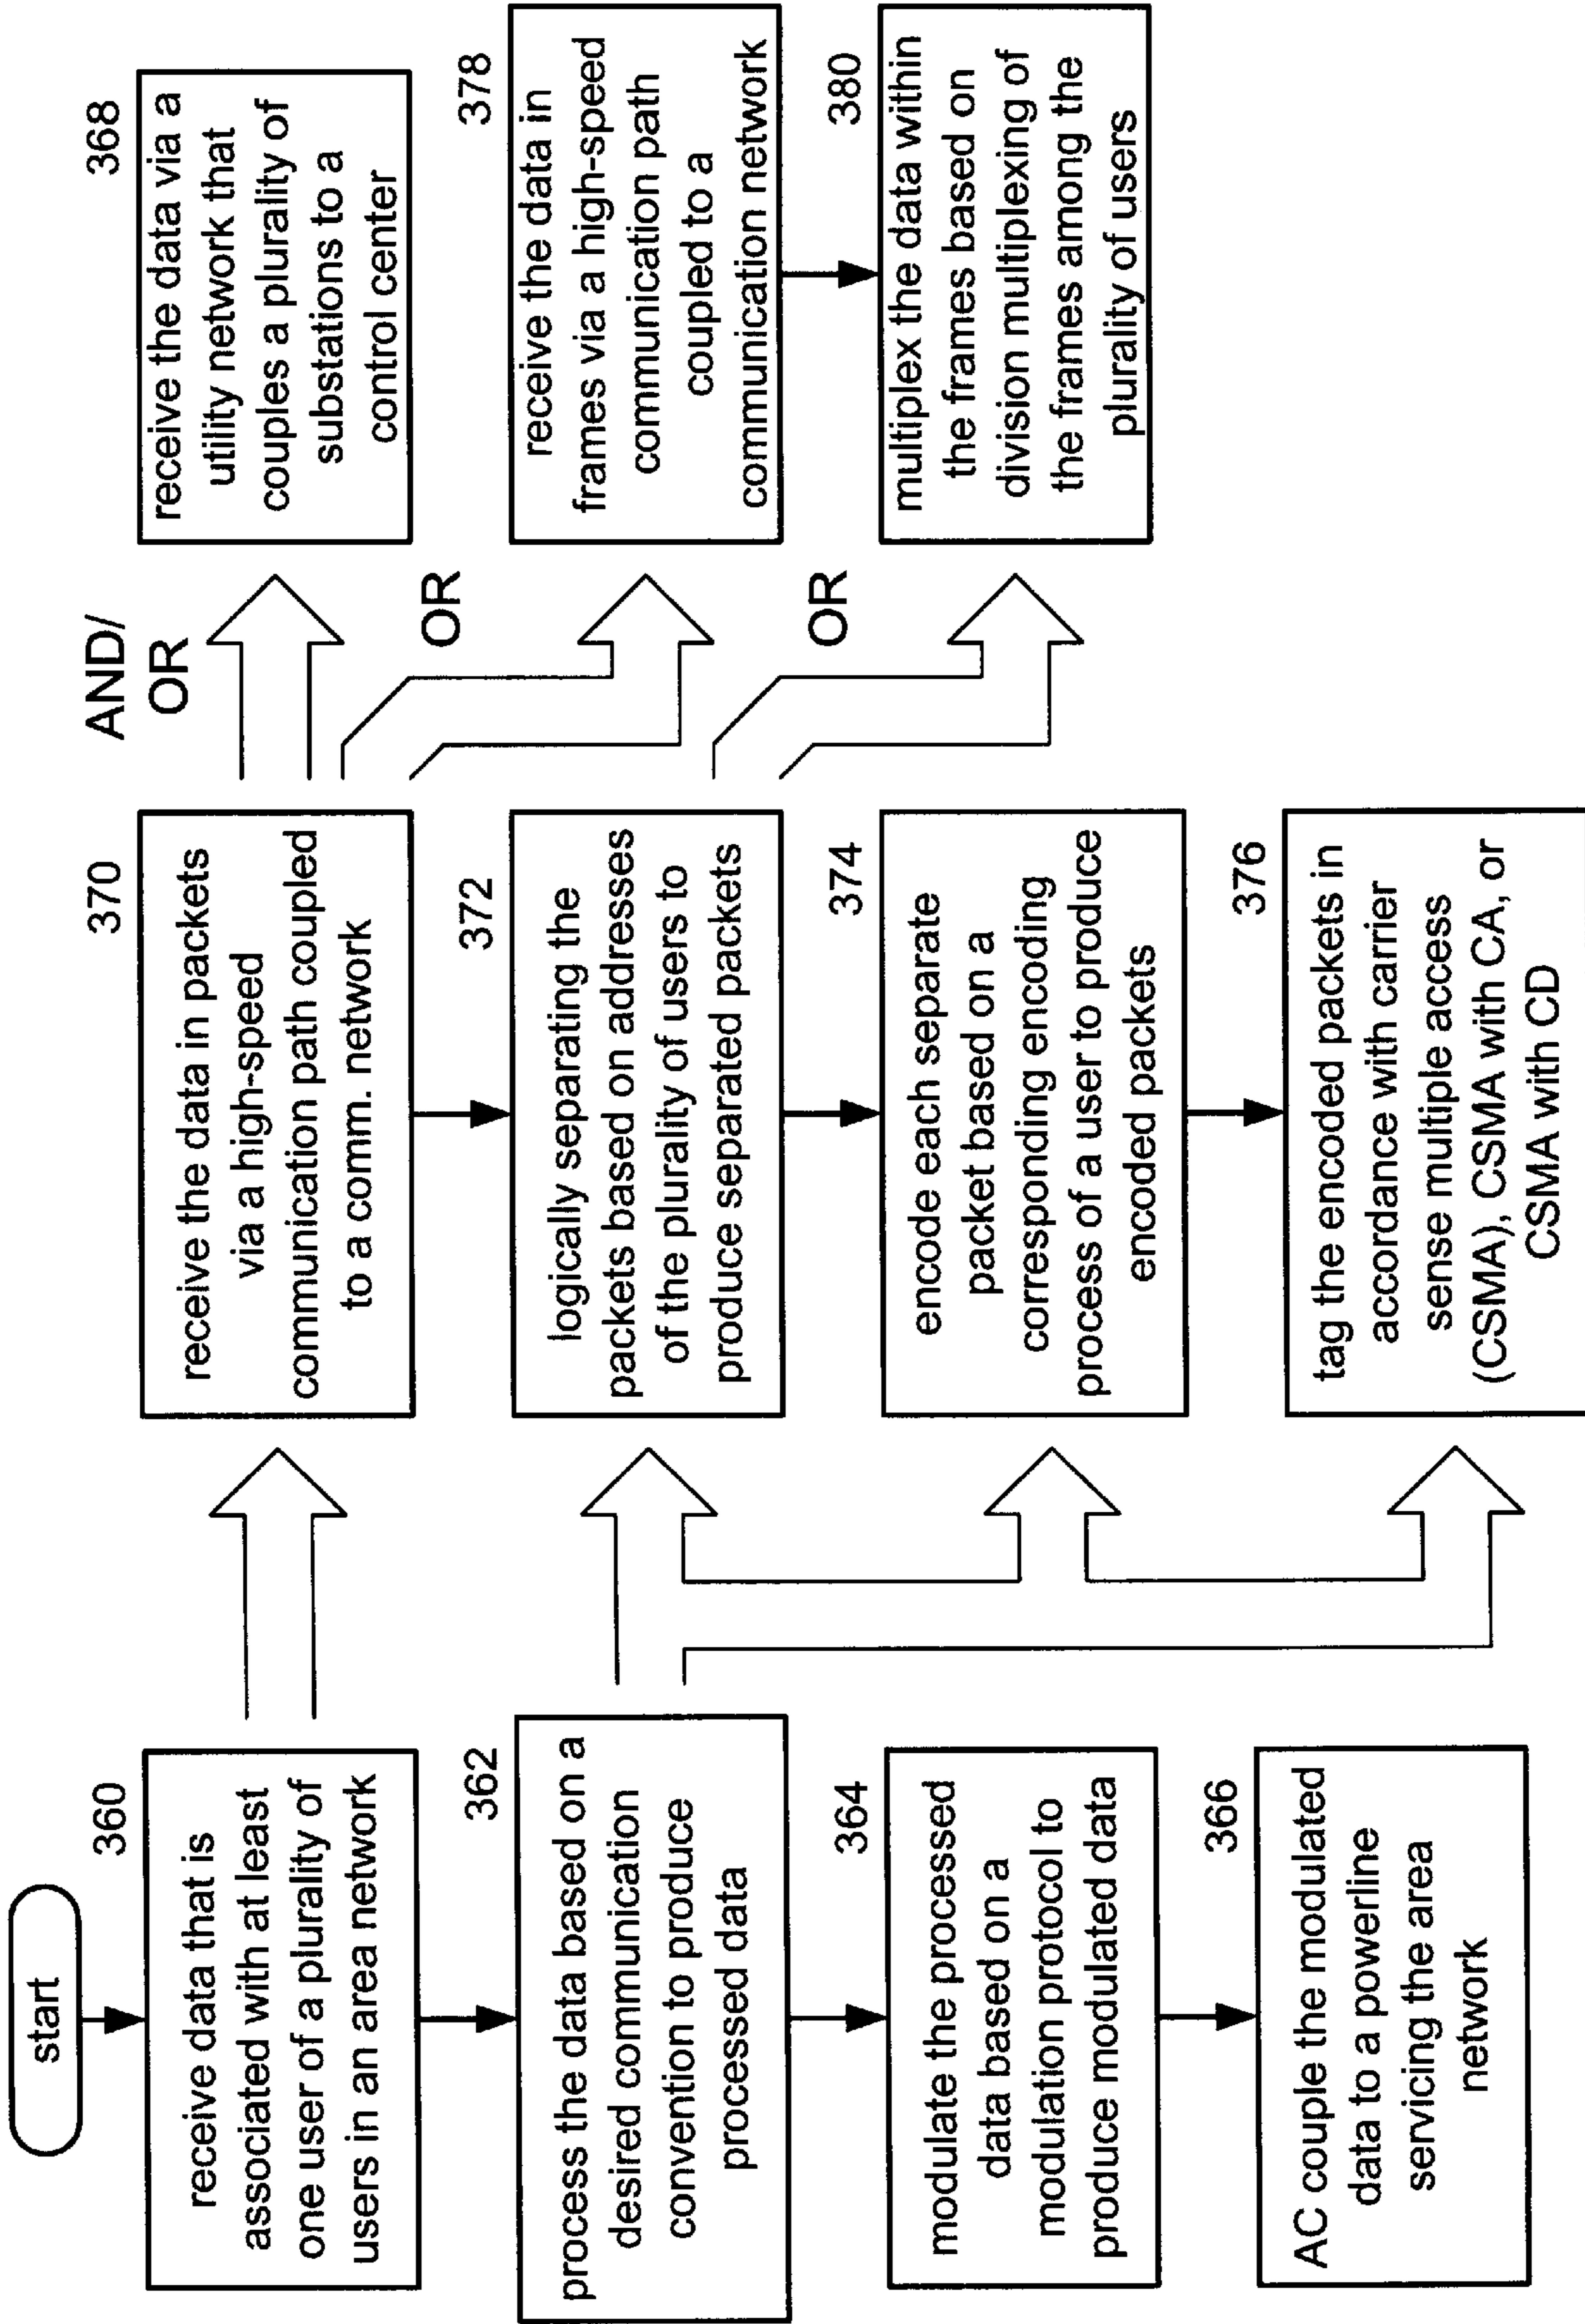 start
360
receive data that is
associated with at least
one user of a plurality of
users in an area network
362
process the data based on a
desired communication
convention to produce
processed data
364
modulate the processed
data based on a
modulation protocol to
produce modulated data
366
AC couple the modulated
data to a powerline
servicing the area
network
370
receive the data in packets
via a high-speed
communication path coupled
to a comm. network
372
logically separating the
packets based on addresses
of the plurality of users to
produce separated packets
374
encode each separate
packet based on a
corresponding encoding
process of a user to produce
encoded packets
376
tag the encoded packets in
accordance with carrier
sense multiple access
(CSMA), CSMA with CA, or
CSMA with CD
AND/
OR
368
receive the data via a
utility network that
couples a plurality of
substations to a
control center
OR
378
receive the data in
frames via a high-speed
communication path
coupled to a
communication network
OR
380
multiplex the data within
the frames based on
division multiplexing of
the frames among the
plurality of users